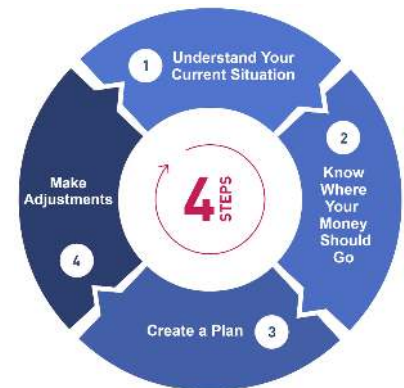 1
Understand Your
Current Situation
2
Know
Where
Your
Money
Should
Go
3
Create a Plan
4
Make
Adjustments
4
STEPS